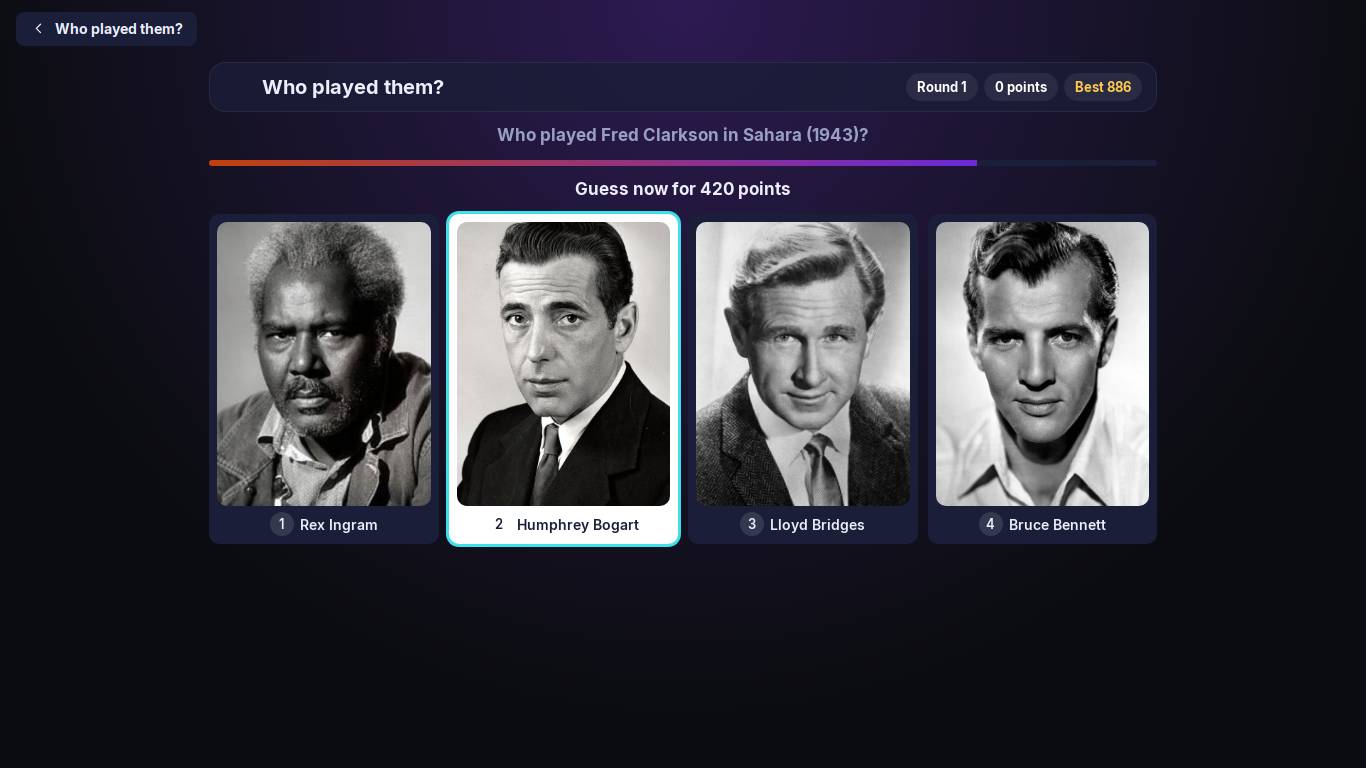 Who played them?
Who played them?
Round 1
0 points
Best 886
Who played Fred Clarkson in Sahara (1943)?
Guess now for 420 points
1 Rex Ingram
2 Humphrey Bogart
3 Lloyd Bridges
4 Bruce Bennett